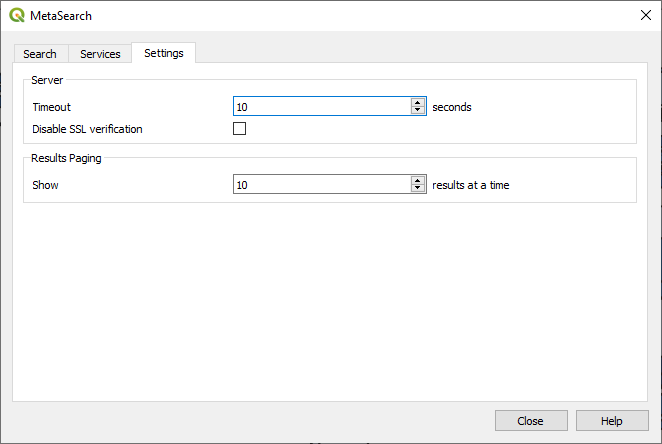 MetaSearch
Search Services Settings
Server
Timeout 10 seconds
Disable SSL verification
Results Paging
Show 10 results at a time
Close Help